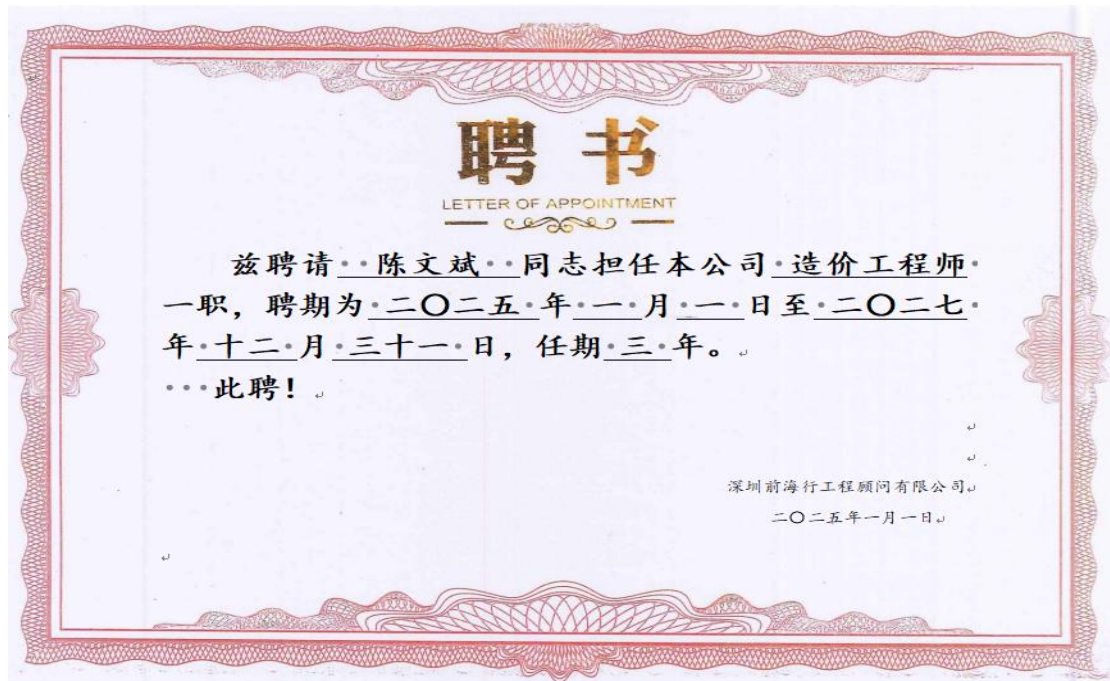 聘书
LETTER OF APPOINTMENT
兹聘请 陈文斌 同志担任本公司 造价工程师
一职，聘期为 二〇二五 年 一 月 一 日至 二〇二七
年 十二 月 三十一 日，任期 三 年。
此聘！
深圳前海行工程顾问有限公司
二〇二五年一月一日